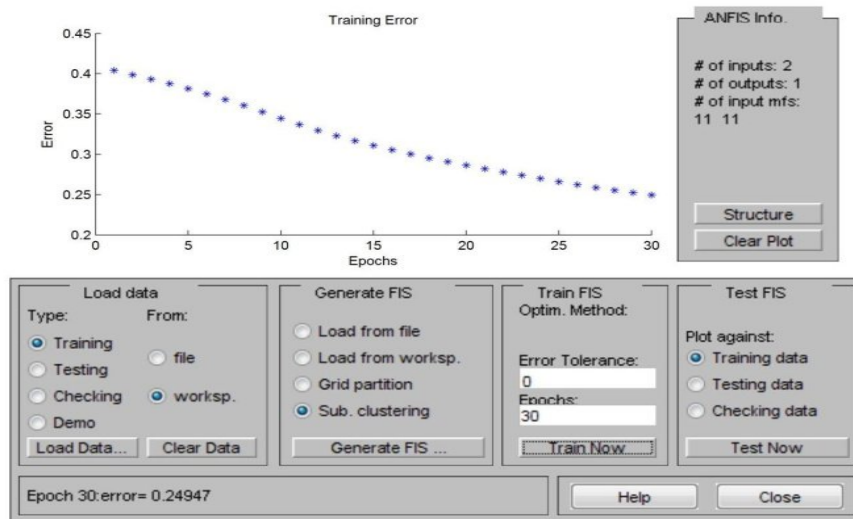 Training Error
0.45
0.4
0.35
0.3
0.25
0.2
Error
0
5
10
15
20
25
30
Epochs
ANFIS Info.
# of inputs: 2
# of outputs: 1
# of input mfs:
11 11
Structure
Clear Plot
Load data
Type:
From:
Training
Testing
Checking
Demo
file
worksp.
Load Data...
Clear Data
Generate FIS
Load from file
Load from worksp.
Grid partition
Sub. clustering
Generate FIS ...
Train FIS
Optim. Method:
Error Tolerance:
0
Epochs:
30
Train Now
Test FIS
Plot against:
Training data
Testing data
Checking data
Test Now
Epoch 30:error= 0.24947
Help
Close